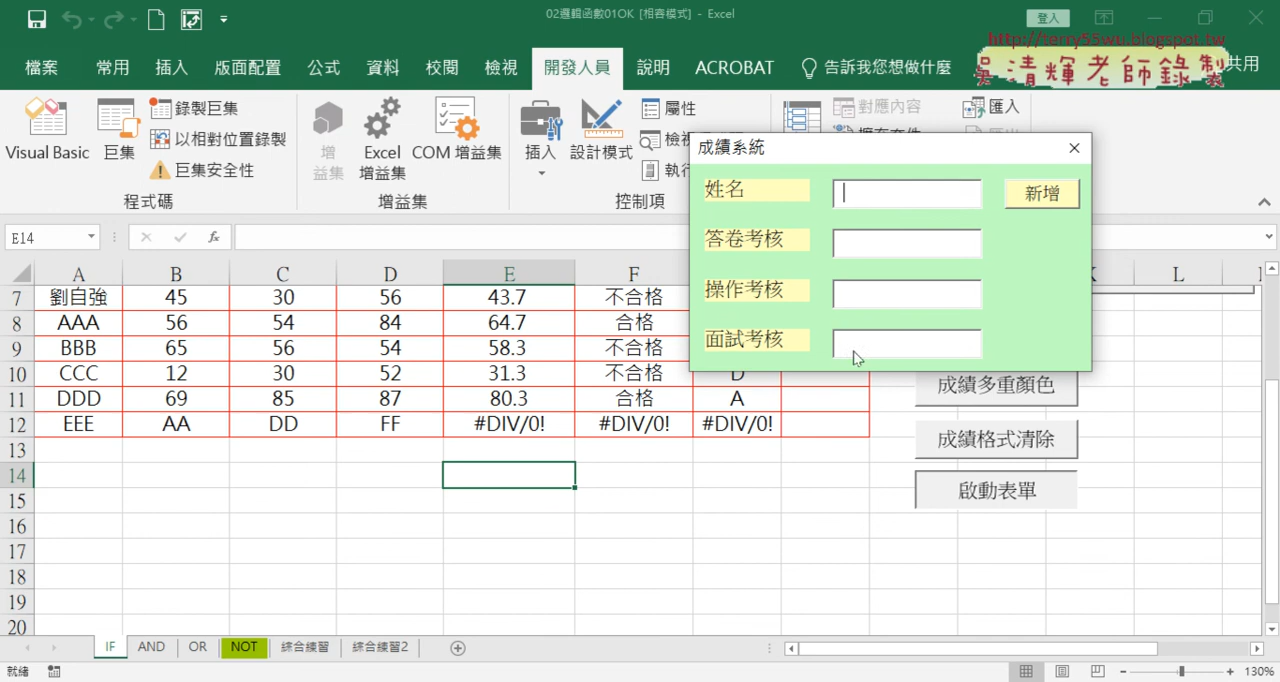 02邏輯函數01OK [相容模式] - Excel
登入
http://terry55wu.blogspot.tw
吳清輝老師錄製
檔案 常用 插入 版面配置 公式 資料 校閱 檢視 開發人員 說明 ACROBAT 告訴我您想做什麼 共用
Visual Basic 巨集 錄製巨集 以相對位置錄製 巨集安全性
程式碼
增益集 Excel 增益集 COM 增益集
增益集
插入 設計模式 屬性
控制項
對應內容 匯入
成績系統
姓名 新增
答卷考核
操作考核
面試考核
E14 fx
A B C D E F K L
7 劉自強 45 30 56 43.7 不合格
8 AAA 56 54 84 64.7 合格
9 BBB 65 56 54 58.3 不合格
10 CCC 12 30 52 31.3 不合格 D
11 DDD 69 85 87 80.3 合格 A
12 EEE AA DD FF #DIV/0! #DIV/0! #DIV/0!
13
14
15
16
17
18
19
20
成績多重顏色
成績格式清除
啟動表單
IF AND OR NOT 綜合練習 綜合練習2
就緒 130%